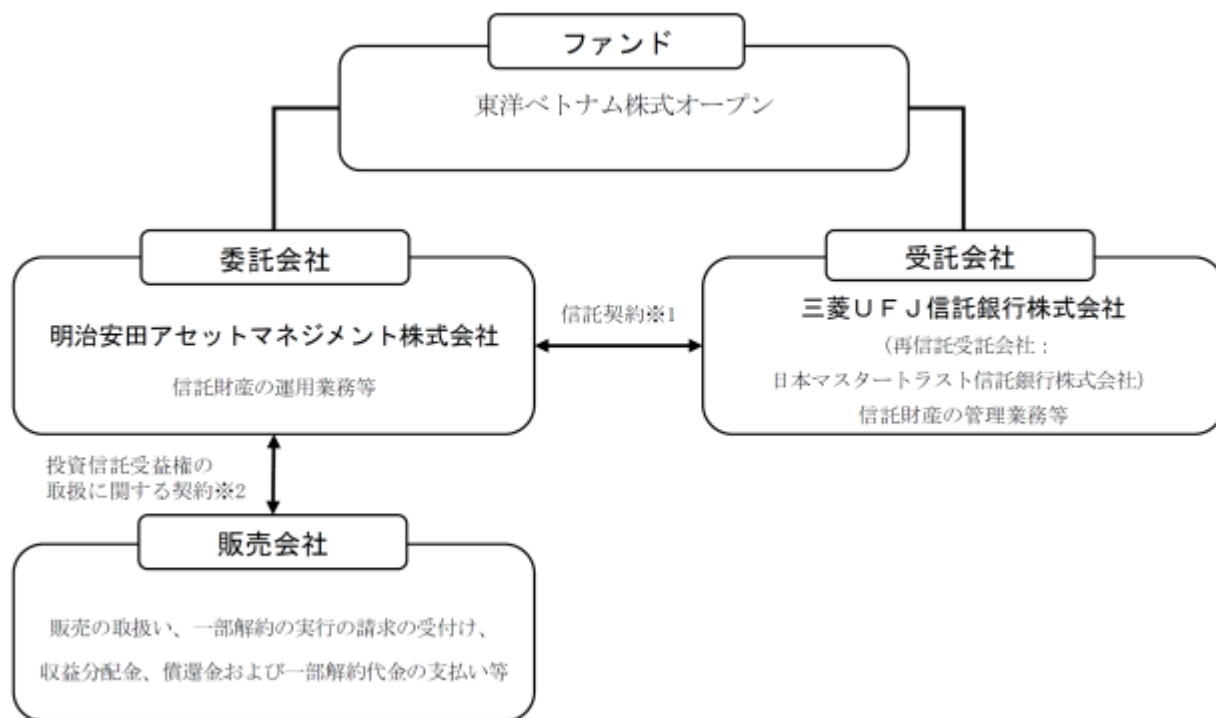 ファンド
東洋ベトナム株式オープン
委託会社
明治安田アセットマネジメント株式会社
信託財産の運用業務等
信託契約※1
受託会社
三菱UFJ信託銀行株式会社
(再信託受託会社：
日本マスタートラスト信託銀行株式会社)
信託財産の管理業務等
投資信託受益権の
取扱に関する契約※2
販売会社
販売の取扱い、一部解約の実行の請求の受付け、
収益分配金、償還金および一部解約代金の支払い等